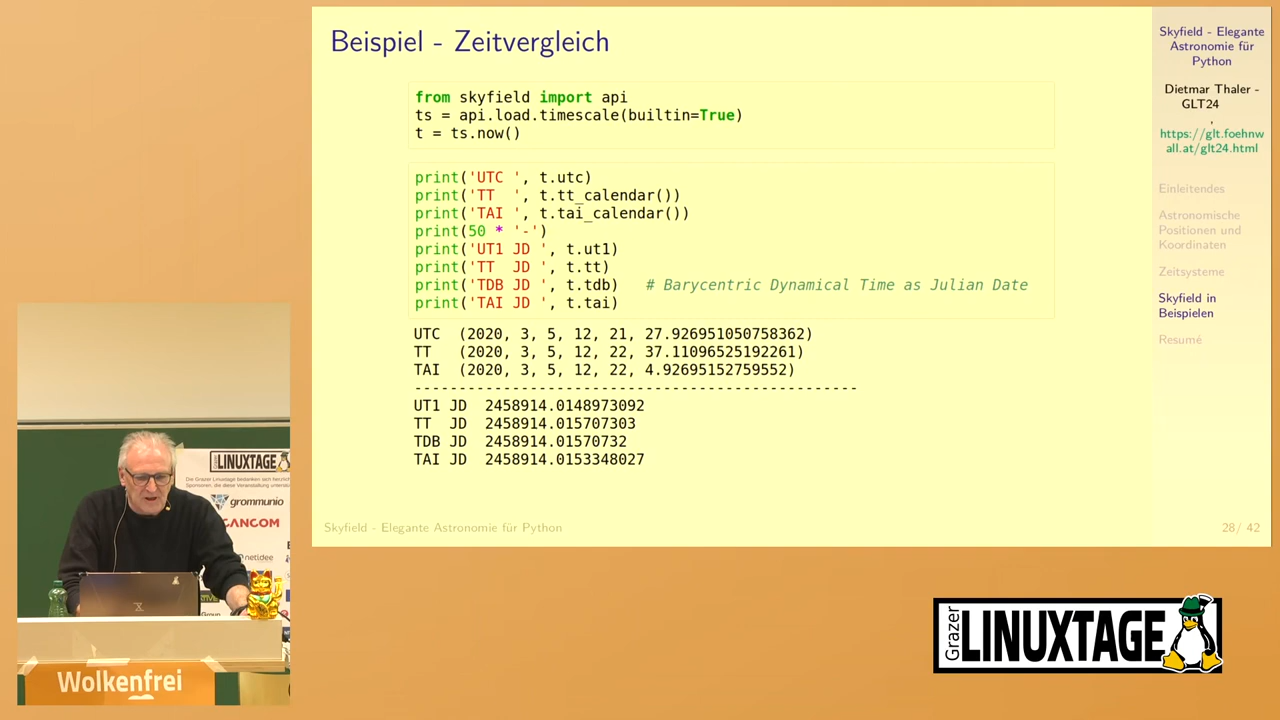 Beispiel - Zeitvergleich
from skyfield import api
ts = api.load.timescale(builtin=True)
t = ts.now()
print('UTC ', t.utc)
print('TT  ', t.tt_calendar())
print('TAI ', t.tai_calendar())
print(50 * '-')
print('UT1 JD ', t.ut1)
print('TT  JD ', t.tt)
print('TDB JD ', t.tdb)   # Barycentric Dynamical Time as Julian Date
print('TAI JD ', t.tai)
UTC  (2020, 3, 5, 12, 21, 27.926951050758362)
TT   (2020, 3, 5, 12, 22, 37.11096525192261)
TAI  (2020, 3, 5, 12, 22, 4.92695152759552)
--------------------------------------------------
UT1 JD  2458914.0148973092
TT  JD  2458914.015707303
TDB JD  2458914.01570732
TAI JD  2458914.0153348027
Skyfield - Elegante Astronomie für Python
28/ 42
Skyfield - Elegante
Astronomie für
Python
Dietmar Thaler -
GLT24
,
https://glt.foehnw
all.at/glt24.html
Einleitendes
Astronomische
Positionen und
Koordinaten
Zeitsysteme
Skyfield in
Beispielen
Resumé
LINUXTAGE
grommunio
CANCOM
netidee
Group
Wolkenfrei
Grazer
LINUXTAGE